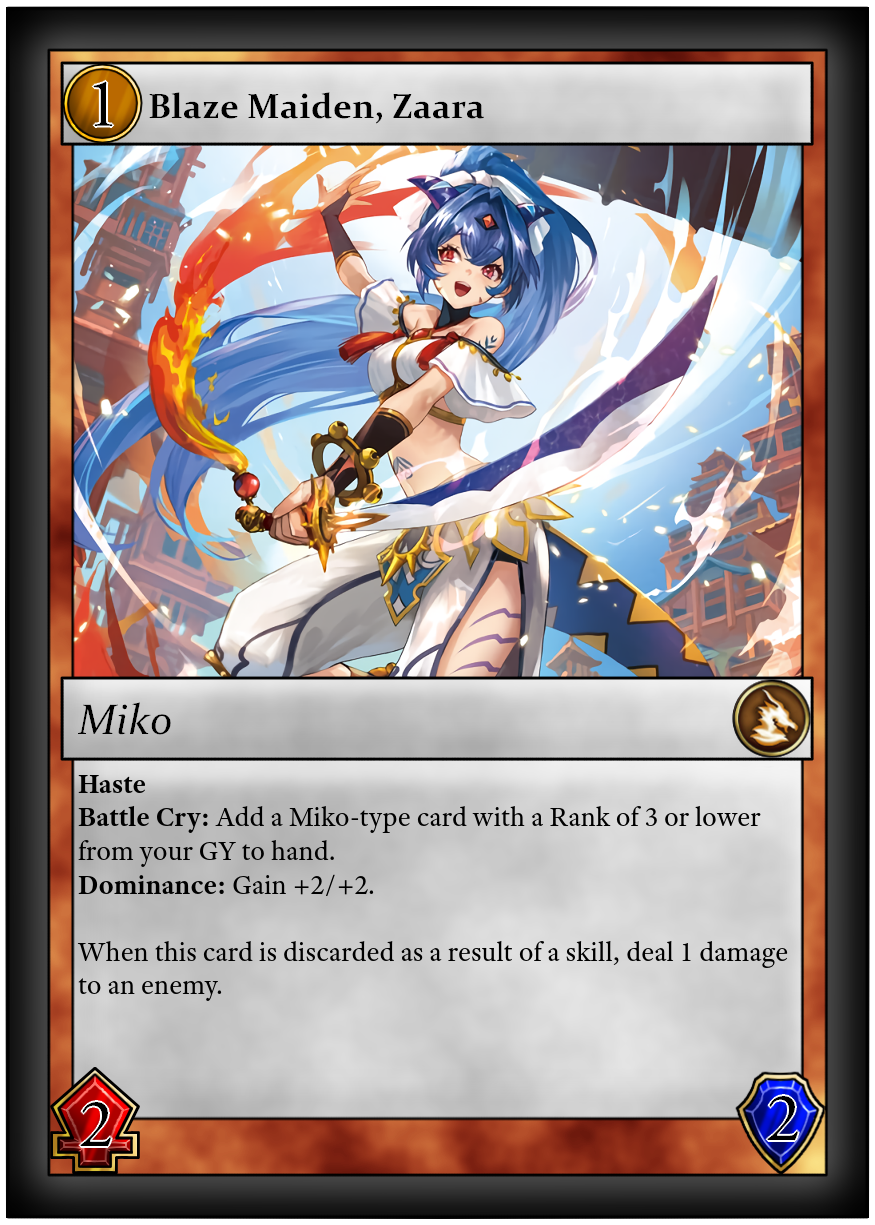 1 Blaze Maiden, Zaara
Miko
Haste
Battle Cry: Add a Miko-type card with a Rank of 3 or lower
from your GY to hand.
Dominance: Gain +2/+2.
When this card is discarded as a result of a skill, deal 1 damage
to an enemy.
2 2